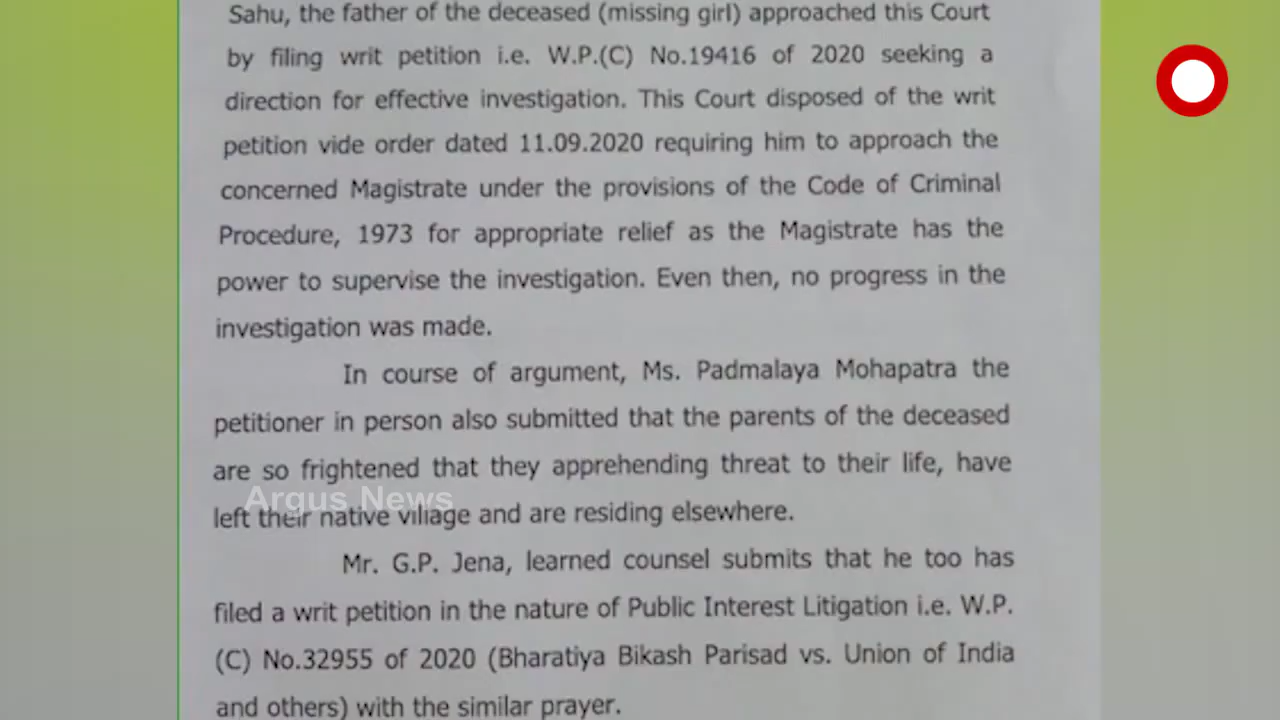 Sahu, the father of the deceased (missing girl) approached this Court
by filing writ petition i.e. W.P.(C) No.19416 of 2020 seeking a
direction for effective investigation. This Court disposed of the writ
petition vide order dated 11.09.2020 requiring him to approach the
concerned Magistrate under the provisions of the Code of Criminal
Procedure, 1973 for appropriate relief as the Magistrate has the
power to supervise the investigation. Even then, no progress in the
investigation was made.
In course of argument, Ms. Padmalaya Mohapatra the
petitioner in person also submitted that the parents of the deceased
are so frightened that they apprehending threat to their life, have
Argus News
left their native village and are residing elsewhere.
Mr. G.P. Jena, learned counsel submits that he too has
filed a writ petition in the nature of Public Interest Litigation i.e. W.P.
(C) No.32955 of 2020 (Bharatiya Bikash Parisad vs. Union of India
and others) with the similar prayer.